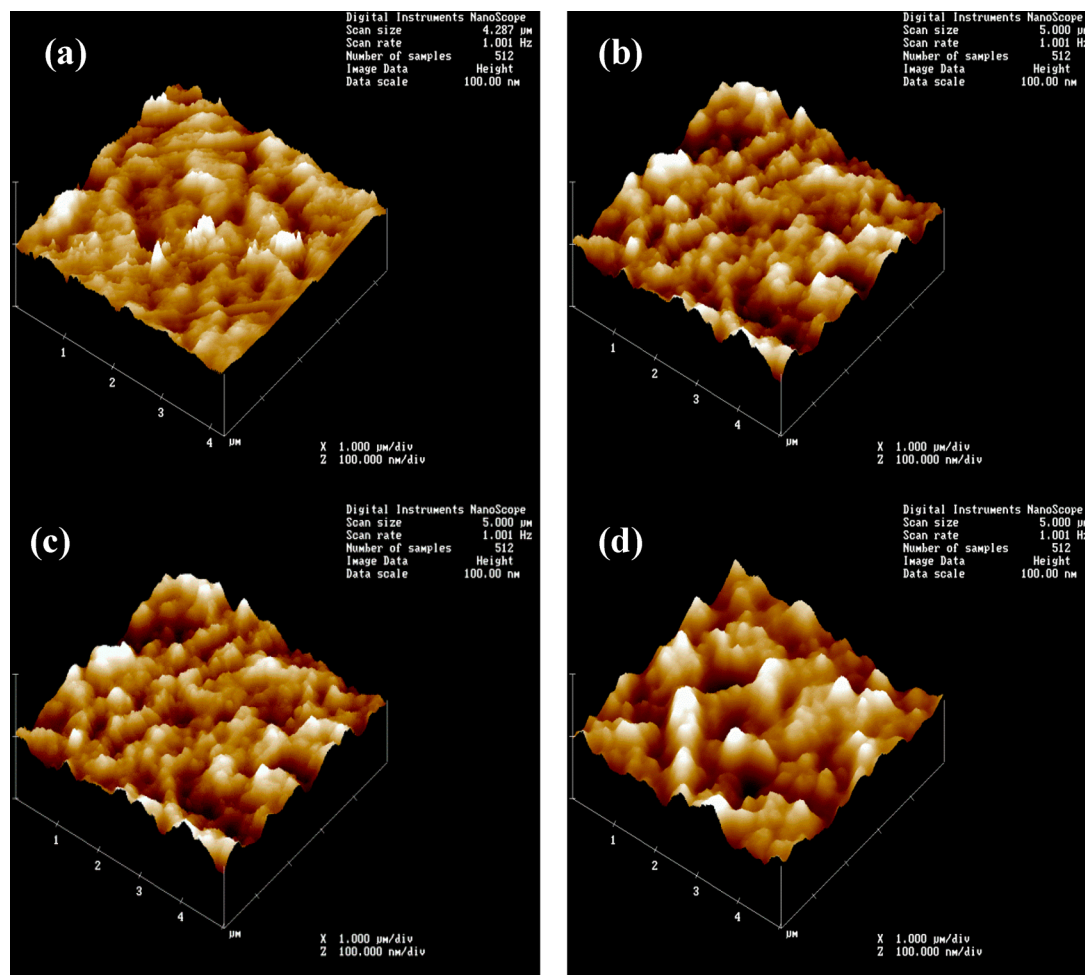 (a)
Digital Instruments NanoScope
Scan size 4.287 µm
Scan rate 1.001 Hz
Number of samples 512
Image Data Height
Data scale 100.00 nm
1
2
3
4
µm
X 1.000 µm/div
Z 100.000 nm/div
(b)
Digital Instruments NanoScope
Scan size 5.000 µ
Scan rate 1.001 Hz
Number of samples 512
Image Data Height
Data scale 100.00 nm
1
2
3
4
µm
X 1.000 µm/div
Z 100.000 nm/div
(c)
Digital Instruments NanoScope
Scan size 5.000 µm
Scan rate 1.001 Hz
Number of samples 512
Image Data Height
Data scale 100.00 nm
1
2
3
4
µm
X 1.000 µm/div
Z 100.000 nm/div
(d)
Digital Instruments NanoScope
Scan size 5.000 µm
Scan rate 1.001 Hz
Number of samples 512
Image Data Height
Data scale 100.00 nm
1
2
3
4
µm
X 1.000 µm/div
Z 100.000 nm/div